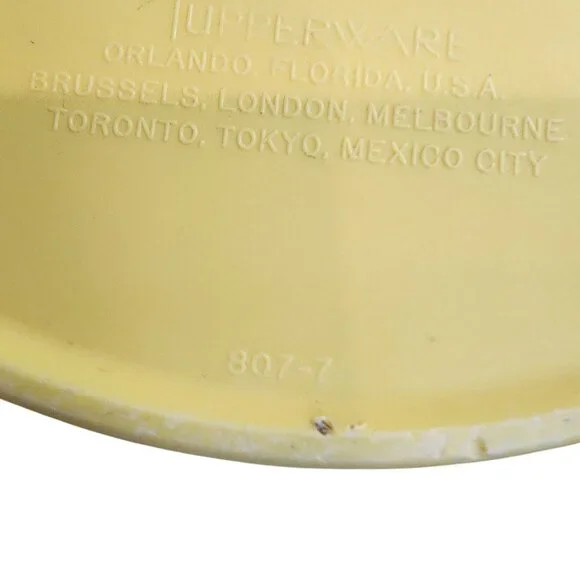 TUPPERWARE
ORLANDO, FLORIDA, U.S.A.
BRUSSELS, LONDON, MELBOURNE
TORONTO, TOKYO, MEXICO CITY
807-7